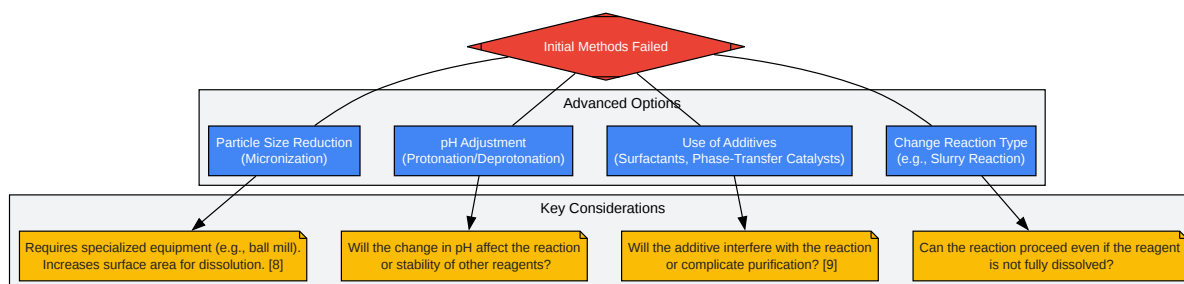 Initial Methods Failed
Advanced Options
Particle Size Reduction
(Micronization)
pH Adjustment
(Protonation/Deprotonation)
Use of Additives
(Surfactants, Phase-Transfer Catalysts)
Change Reaction Type
(e.g., Slurry Reaction)
Key Considerations
Requires specialized equipment (e.g., ball mill).
Increases surface area for dissolution. [8]
Will the change in pH affect the reaction
or stability of other reagents?
Will the additive interfere with the reaction
or complicate purification? [9]
Can the reaction proceed even if the reagent
is not fully dissolved?